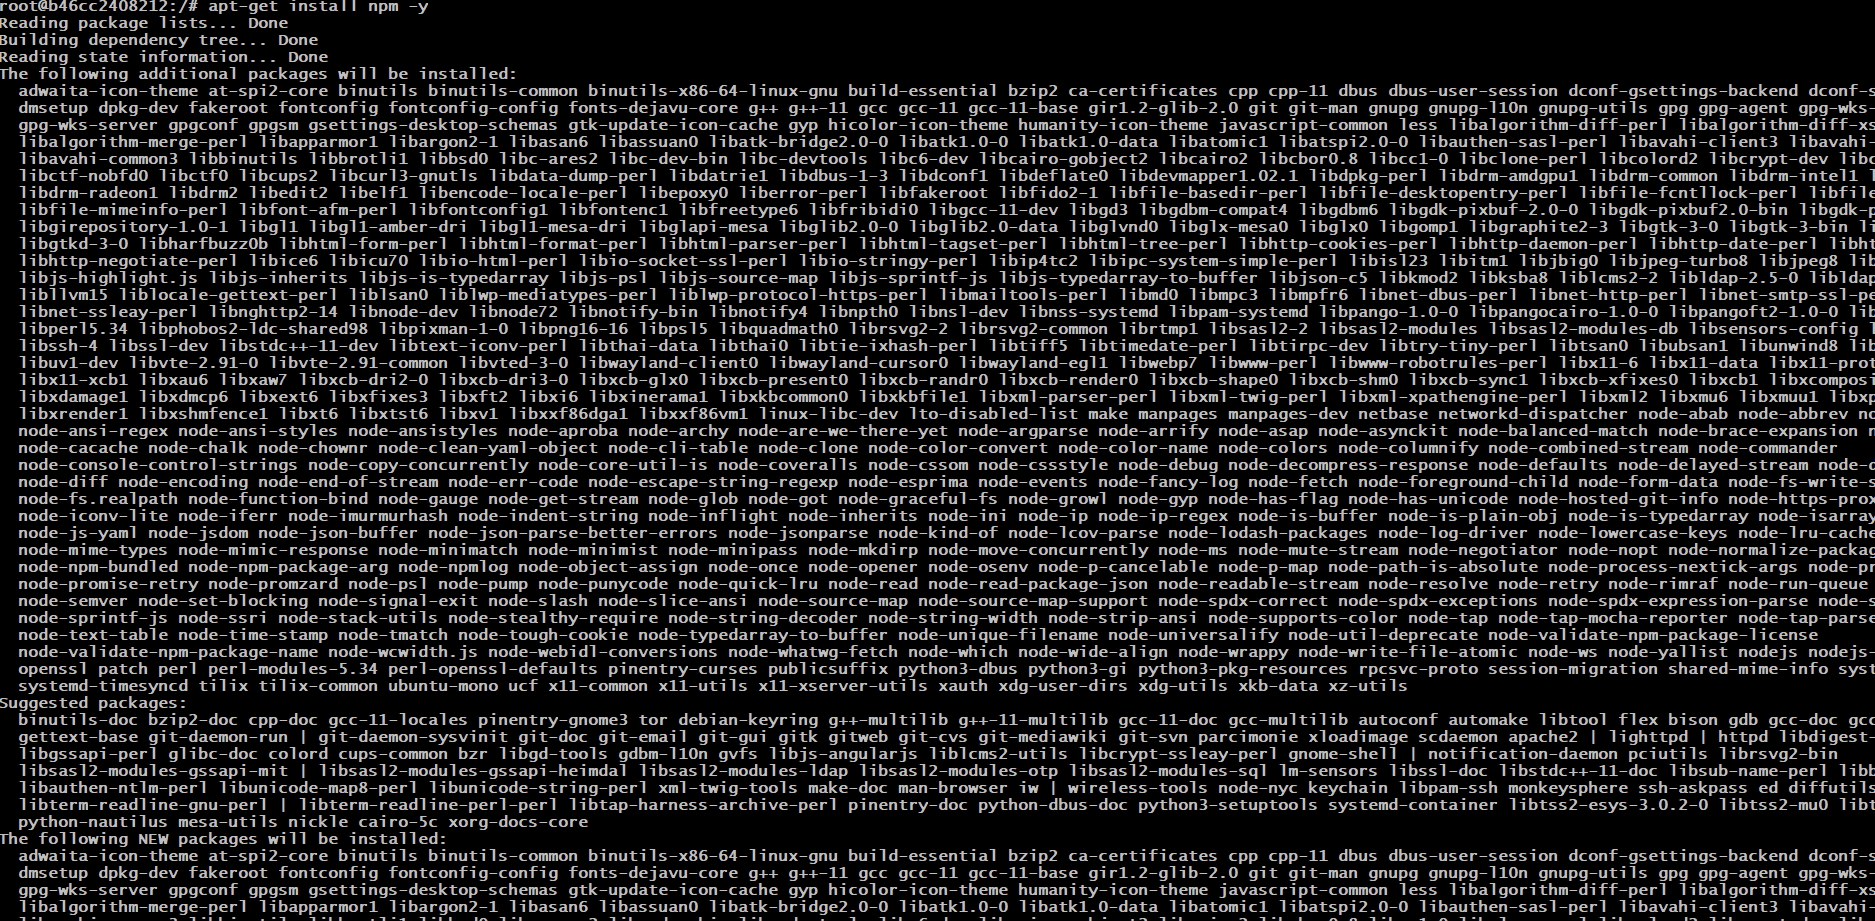 root@b46cc2408212:/# apt-get install npm -y
Reading package lists... Done
Building dependency tree... Done
Reading state information... Done
The following additional packages will be installed:
adwaita-icon-theme at-spi2-core binutils binutils-common binutils-x86-64-linux-gnu build-essential bzip2 ca-certificates cpp cpp-11 dbus dbus-user-session dconf-gsettings-backend dconf-s
dmsetup dpkg-dev fakeroot fontconfig fontconfig-config fonts-dejavu-core g++ g++-11 gcc gcc-11 gcc-11-base gir1.2-glib-2.0 git git-man gnupg gnupg-l10n gnupg-utils gpg gpg-agent gpg-wks-
gpg-wks-server gpgconf gpgsm gsettings-desktop-schemas gtk-update-icon-cache gyp hicolor-icon-theme humanity-icon-theme javascript-common less libalgorithm-diff-perl libalgorithm-diff-xs
libalgorithm-merge-perl libapparmor1 libargon2-1 libasan6 libassuan0 libatk-bridge2.0-0 libatk1.0-0 libatk1.0-data libatomic1 libatspi2.0-0 libauthen-sasl-perl libavahi-client3 libavahi-
libavahi-common3 libbinutils libbrotli1 libbsd0 libc-ares2 libc-dev-bin libc-devtools libc6-dev libcairo-gobject2 libcairo2 libcbor0.8 libcc1-0 libclone-perl libcolord2 libcrypt-dev libc
libctf-nobfd0 libctf0 libcups2 libcurl3-gnutls libdata-dump-perl libdatrie1 libdbus-1-3 libdconf1 libdeflate0 libdevmapper1.02.1 libdpkg-perl libdrm-amdgpu1 libdrm-common libdrm-intel1 l
libdrm-radeon1 libdrm2 libedit2 libelf1 libencode-locale-perl libepoxy0 liberror-perl libfakeroot libfido2-1 libfile-basedir-perl libfile-desktopentry-perl libfile-fcntllock-perl libfile
libfile-mimeinfo-perl libfont-afm-perl libfontconfig1 libfontenc1 libfreetype6 libfribidi0 libgcc-11-dev libgd3 libgdbm-compat4 libgdbm6 libgdk-pixbuf-2.0-0 libgdk-pixbuf2.0-bin libgdk-p
libgirepository-1.0-1 libgl1 libgl1-amber-dri libgl1-mesa-dri libglapi-mesa libglib2.0-0 libglib2.0-data libglvnd0 libglx-mesa0 libglx0 libgomp1 libgraphite2-3 libgtk-3-0 libgtk-3-bin li
libgtkd-3-0 libharfbuzz0b libhtml-form-perl libhtml-format-perl libhtml-parser-perl libhtml-tagset-perl libhtml-tree-perl libhttp-cookies-perl libhttp-daemon-perl libhttp-date-perl libht
libhttp-negotiate-perl libice6 libicu70 libio-html-perl libio-socket-ssl-perl libio-stringy-perl libip4tc2 libipc-system-simple-perl libisl23 libitm1 libjbig0 libjpeg-turbo8 libjpeg8 lib
libjs-highlight.js libjs-inherits libjs-is-typedarray libjs-psl libjs-source-map libjs-sprintf-js libjs-typedarray-to-buffer libjson-c5 libkmod2 libksba8 liblcms2-2 libldap-2.5-0 libldap
libllvm15 liblocale-gettext-perl liblsan0 liblwp-mediatypes-perl liblwp-protocol-https-perl libmailtools-perl libmd0 libmpc3 libmpfr6 libnet-dbus-perl libnet-http-perl libnet-smtp-ssl-pe
libnet-ssleay-perl libnghttp2-14 libnode-dev libnode72 libnotify-bin libnotify4 libnpth0 libnsl-dev libnss-systemd libpam-systemd libpango-1.0-0 libpangocairo-1.0-0 libpangoft2-1.0-0 lib
libperl5.34 libphobos2-ldc-shared98 libpixman-1-0 libpng16-16 libpsl5 libquadmath0 librsvg2-2 librsvg2-common librtmp1 libsasl2-2 libsasl2-modules libsasl2-modules-db libsensors-config l
libssh-4 libssl-dev libstdc++-11-dev libtext-iconv-perl libthai-data libthai0 libtie-ixhash-perl libtiff5 libtimedate-perl libtirpc-dev libtry-tiny-perl libtsan0 libubsan1 libunwind8 lib
libuv1-dev libvte-2.91-0 libvte-2.91-common libvted-3-0 libwayland-client0 libwayland-cursor0 libwayland-egl1 libwebp7 libwww-perl libwww-robotrules-perl libx11-6 libx11-data libx11-prot
libx11-xcb1 libxau6 libxaw7 libxcb-dri2-0 libxcb-dri3-0 libxcb-glx0 libxcb-present0 libxcb-randr0 libxcb-render0 libxcb-shape0 libxcb-shm0 libxcb-sync1 libxcb-xfixes0 libxcb1 libxcomposi
libxdamage1 libxdmcp6 libxext6 libxfixes3 libxft2 libxi6 libxinerama1 libxkbcommon0 libxkbfile1 libxml-parser-perl libxml-twig-perl libxml-xpathengine-perl libxml2 libxmu6 libxmuu1 libxp
libxrender1 libxshmfence1 libxt6 libxtst6 libxv1 libxxf86dga1 libxxf86vm1 linux-libc-dev lto-disabled-list make manpages manpages-dev netbase networkd-dispatcher node-abab node-abbrev no
node-ansi-regex node-ansi-styles node-ansistyles node-aproba node-archy node-are-we-there-yet node-argparse node-arrify node-asap node-asynckit node-balanced-match node-brace-expansion n
node-cacache node-chalk node-chownr node-clean-yaml-object node-cli-table node-clone node-color-convert node-color-name node-colors node-columnify node-combined-stream node-commander
node-console-control-strings node-copy-concurrently node-core-util-is node-coveralls node-cssom node-cssstyle node-debug node-decompress-response node-defaults node-delayed-stream node-d
node-diff node-encoding node-end-of-stream node-err-code node-escape-string-regexp node-esprima node-events node-fancy-log node-fetch node-foreground-child node-form-data node-fs-write-s
node-fs.realpath node-function-bind node-gauge node-get-stream node-glob node-got node-graceful-fs node-growl node-gyp node-has-flag node-has-unicode node-hosted-git-info node-https-prox
node-iconv-lite node-iferr node-imurmurhash node-indent-string node-inflight node-inherits node-ini node-ip node-ip-regex node-is-buffer node-is-plain-obj node-is-typedarray node-isarray
node-js-yaml node-jsdom node-json-buffer node-json-parse-better-errors node-jsonparse node-kind-of node-lcov-parse node-lodash-packages node-log-driver node-lowercase-keys node-lru-cache
node-mime-types node-mimic-response node-minimatch node-minimist node-minipass node-mkdirp node-move-concurrently node-ms node-mute-stream node-negotiator node-nopt node-normalize-packag
node-npm-bundled node-npm-package-arg node-npmlog node-object-assign node-once node-opener node-osenv node-p-cancelable node-p-map node-path-is-absolute node-process-nextick-args node-pr
node-promise-retry node-promzard node-psl node-pump node-punycode node-quick-lru node-read node-read-package-json node-readable-stream node-resolve node-retry node-rimraf node-run-queue
node-semver node-set-blocking node-signal-exit node-slash node-slice-ansi node-source-map node-source-map-support node-spdx-correct node-spdx-exceptions node-spdx-expression-parse node-s
node-sprintf-js node-ssri node-stack-utils node-stealthy-require node-string-decoder node-string-width node-strip-ansi node-supports-color node-tap node-tap-mocha-reporter node-tap-parse
node-text-table node-time-stamp node-tmatch node-tough-cookie node-typedarray-to-buffer node-unique-filename node-universalify node-util-deprecate node-validate-npm-package-license
node-validate-npm-package-name node-wcwidth.js node-webidl-conversions node-whatwg-fetch node-which node-wide-align node-wrappy node-write-file-atomic node-ws node-yallist nodejs nodejs-
openssl patch perl perl-modules-5.34 perl-openssl-defaults pinentry-curses publicsuffix python3-dbus python3-gi python3-pkg-resources rpcsvc-proto session-migration shared-mime-info syst
systemd-timesyncd tilix tilix-common ubuntu-mono ucf x11-common x11-utils x11-xserver-utils xauth xdg-user-dirs xdg-utils xkb-data xz-utils
Suggested packages:
binutils-doc bzip2-doc cpp-doc gcc-11-locales pinentry-gnome3 tor debian-keyring g++-multilib g++-11-multilib gcc-11-doc gcc-multilib autoconf automake libtool flex bison gdb gcc-doc gcc
gettext-base git-daemon-run | git-daemon-sysvinit git-doc git-email git-gui gitk gitweb git-cvs git-mediawiki git-svn parcimonie xloadimage scdaemon apache2 | lighttpd | httpd libdigest-
libgssapi-perl glibc-doc colord cups-common bzr libgd-tools gdbm-l10n gvfs libjs-angularjs liblcms2-utils libcrypt-ssleay-perl gnome-shell | notification-daemon pciutils librsvg2-bin
libsasl2-modules-gssapi-mit | libsasl2-modules-gssapi-heimdal libsasl2-modules-ldap libsasl2-modules-otp libsasl2-modules-sql lm-sensors libssl-doc libstdc++-11-doc libsub-name-perl libb
libauthen-ntlm-perl libunicode-map8-perl libunicode-string-perl xml-twig-tools make-doc man-browser iw | wireless-tools node-nyc keychain libpam-ssh monkeysphere ssh-askpass ed diffutils
libterm-readline-gnu-perl | libterm-readline-perl-perl libtap-harness-archive-perl pinentry-doc python-dbus-doc python3-setuptools systemd-container libtss2-esys-3.0.2-0 libtss2-mu0 libt
python-nautilus mesa-utils nickle cairo-5c xorg-docs-core
The following NEW packages will be installed:
adwaita-icon-theme at-spi2-core binutils binutils-common binutils-x86-64-linux-gnu build-essential bzip2 ca-certificates cpp cpp-11 dbus dbus-user-session dconf-gsettings-backend dconf-s
dmsetup dpkg-dev fakeroot fontconfig fontconfig-config fonts-dejavu-core g++ g++-11 gcc gcc-11 gcc-11-base gir1.2-glib-2.0 git git-man gnupg gnupg-l10n gnupg-utils gpg gpg-agent gpg-wks-
gpg-wks-server gpgconf gpgsm gsettings-desktop-schemas gtk-update-icon-cache gyp hicolor-icon-theme humanity-icon-theme javascript-common less libalgorithm-diff-perl libalgorithm-diff-xs
libalgorithm-merge-perl libapparmor1 libargon2-1 libasan6 libassuan0 libatk-bridge2.0-0 libatk1.0-0 libatk1.0-data libatomic1 libatspi2.0-0 libauthen-sasl-perl libavahi-client3 libavahi-